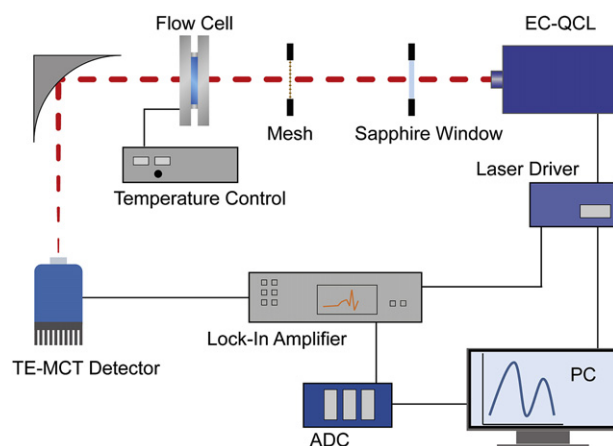 Flow Cell
EC-QCL
Mesh
Sapphire Window
Temperature Control
Laser Driver
Lock-In Amplifier
TE-MCT Detector
PC
ADC